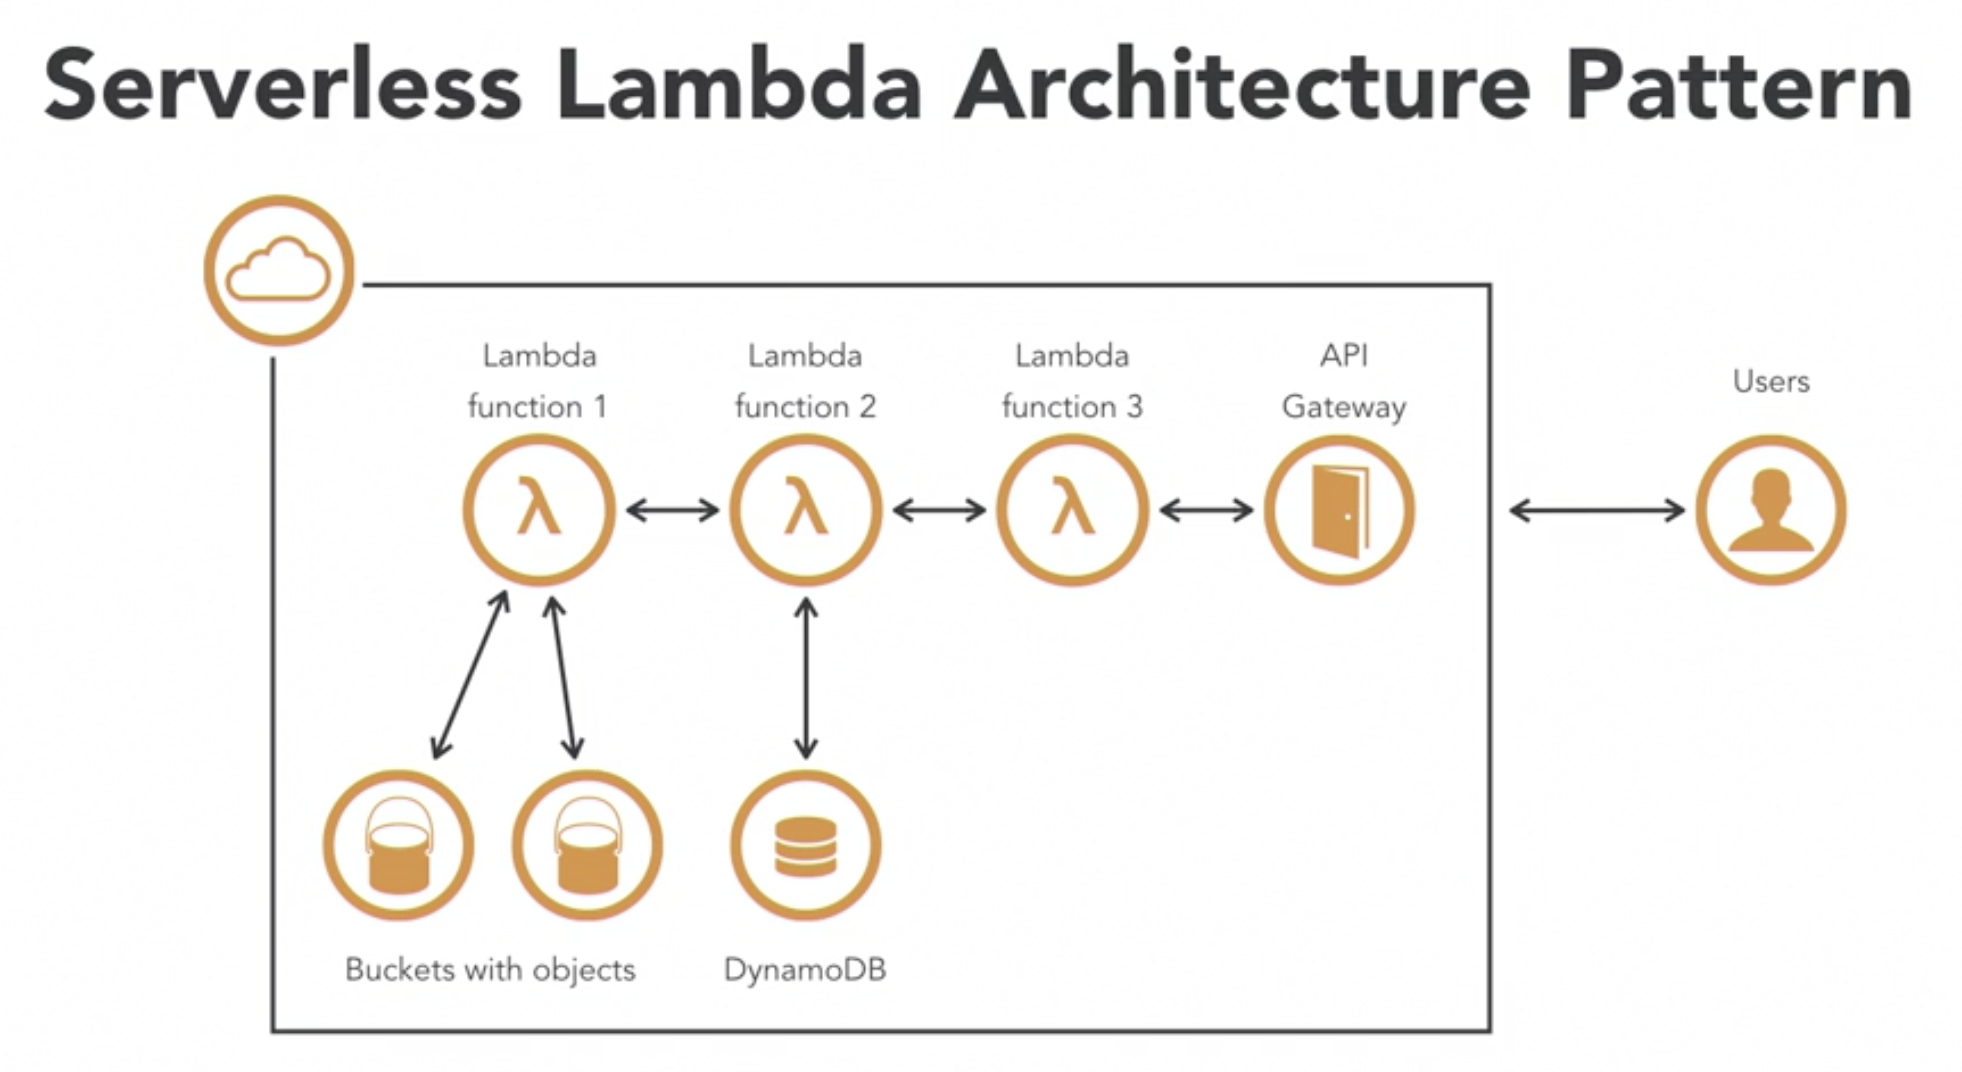 Serverless Lambda Architecture Pattern
Lambda
function 1
Lambda
function 2
Lambda
function 3
API
Gateway
Users
λ
λ
λ
Buckets with objects
DynamoDB